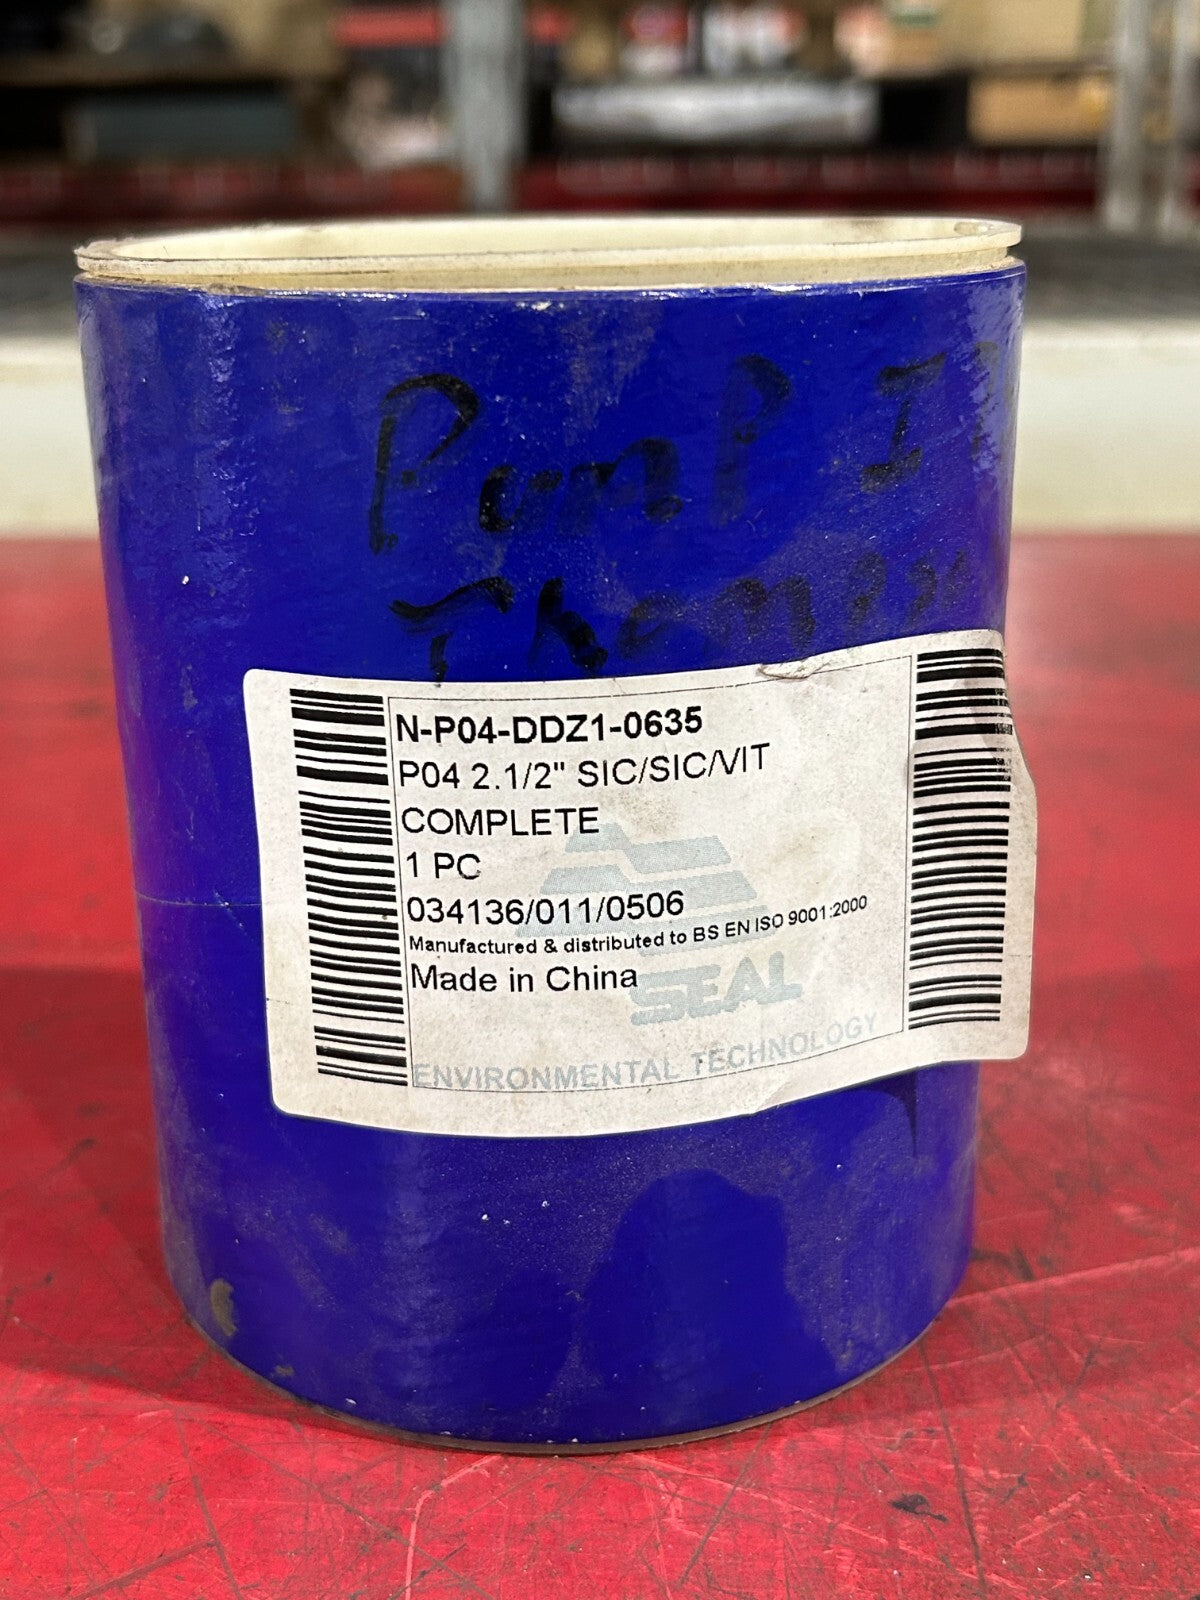 PumP I
N-P04-DDZ1-0635
P04 2.1/2" SIC/SIC/VIT
COMPLETE
1 PC
034136/011/0506
Manufactured & distributed to BS EN ISO 9001:2000
Made in China
SEAL
ENVIRONMENTAL TECHNOLOGY